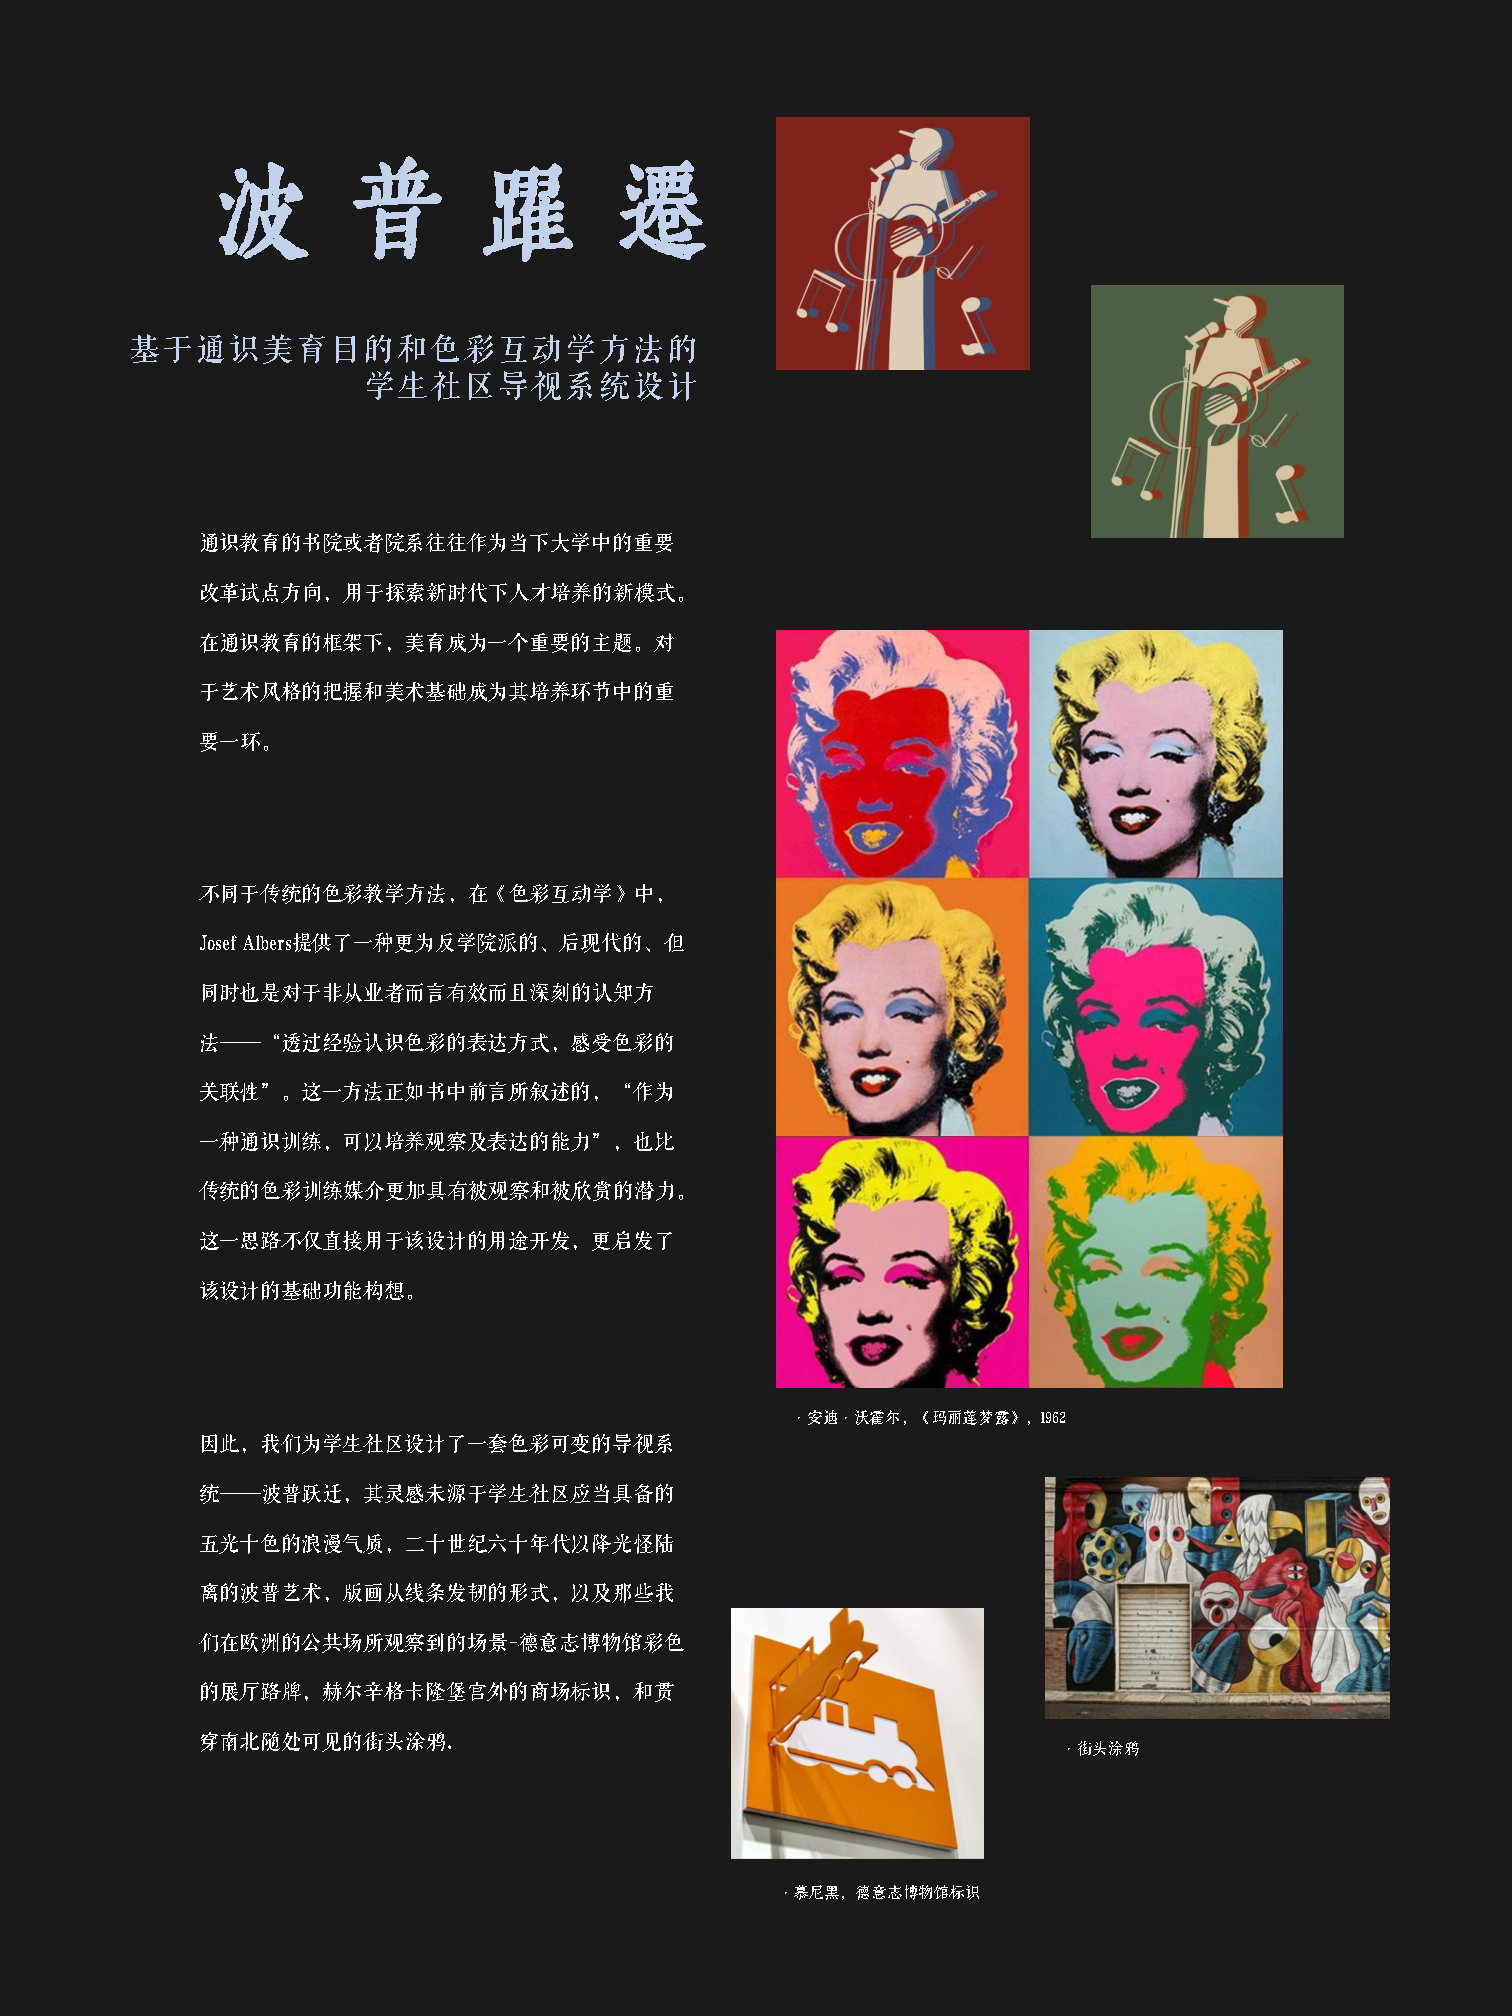 波普躍遷
基于通识美育目的和色彩互动学方法的
学生社区导视系统设计
通识教育的书院或者院系往往作为当下大学中的重要
改革试点方向，用于探索新时代下人才培养的新模式。
在通识教育的框架下，美育成为一个重要的主题。对
于艺术风格的把握和美术基础成为其培养环节中的重
要一环。
不同于传统的色彩教学方法，在《色彩互动学》中，
Josef Albers提供了一种更为反学院派的、后现代的、但
同时也是对于非从业者而言有效而且深刻的认知方
法——“透过经验认识色彩的表达方式，感受色彩的
关联性”。这一方法正如书中前言所叙述的，“作为
一种通识训练，可以培养观察及表达的能力”，也比
传统的色彩训练媒介更加具有被观察和被欣赏的潜力。
这一思路不仅直接用于该设计的用途开发，更启发了
该设计的基础功能构想。
因此，我们为学生社区设计了一套色彩可变的导视系
统——波普跃迁，其灵感来源于学生社区应当具备的
五光十色的浪漫气质，二十世纪六十年代以降光怪陆
离的波普艺术，版画从线条发韧的形式，以及那些我
们在欧洲的公共场所观察到的场景-德意志博物馆彩色
的展厅路牌，赫尔辛格卡隆堡宫外的商场标识，和贯
穿南北随处可见的街头涂鸦.
·安迪·沃霍尔，《玛丽莲梦露》，1962
·街头涂鸦
·慕尼黑，德意志博物馆标识